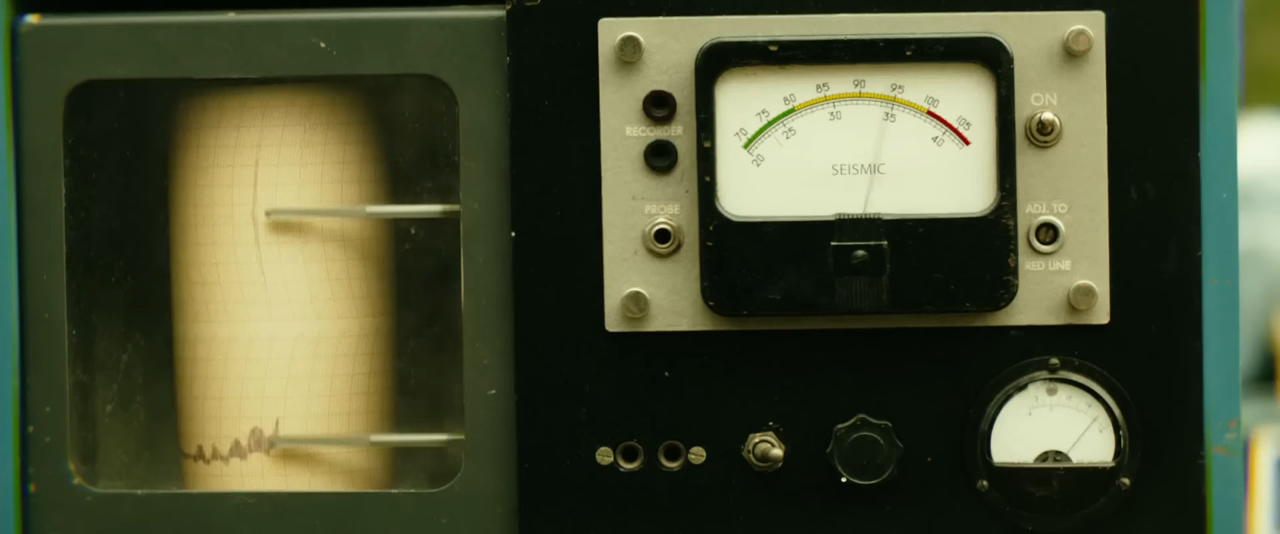 ON
70 75 80 85 90 95 100 105
20 25 30 35 40
RECORDER
SEISMIC
PROBE
ADJ. TO
RED LINE